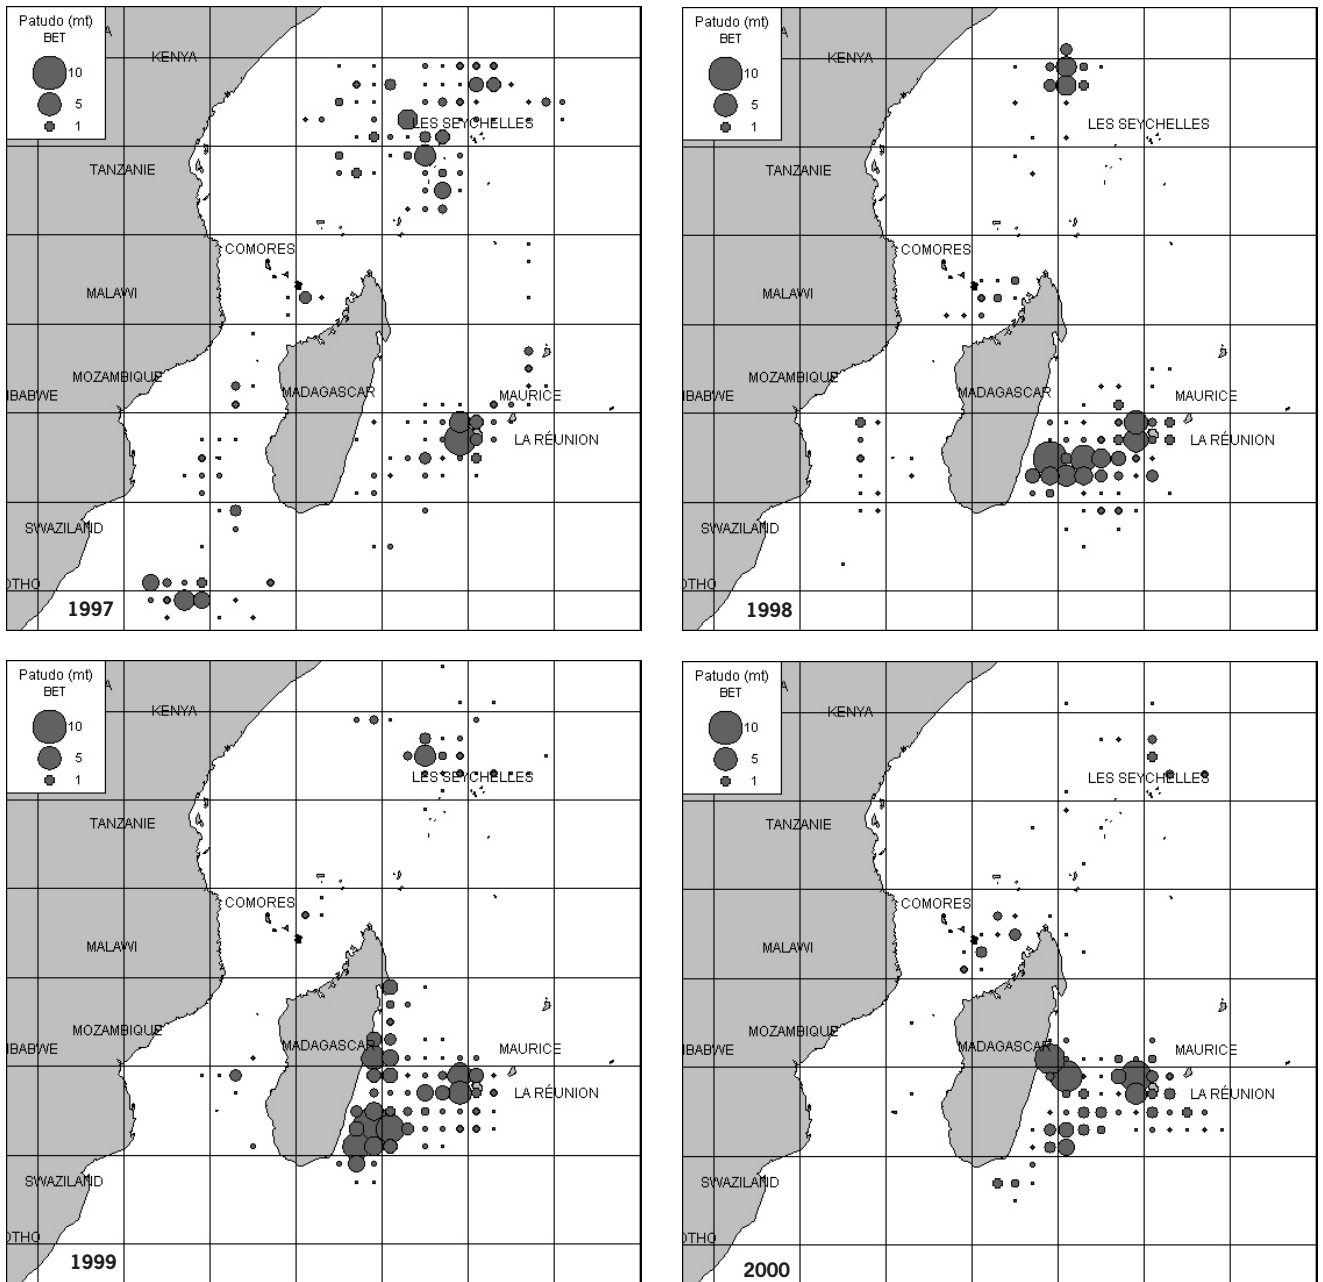 Patudo (mt)
BET
10
5
1
A
KENYA
LES SEYCHELLES
TANZANIE
COMORES
MALAWI
MOZAMBIQUE
IBABWE
MADAGASCAR
MAURICE
LA RÉUNION
SWAZILAND
OTHO
1997
Patudo (mt)
BET
10
5
1
A
KENYA
LES SEYCHELLES
TANZANIE
COMORES
MALAWI
MOZAMBIQUE
IBABWE
MADAGASCAR
MAURICE
LA RÉUNION
SWAZILAND
OTHO
1998
Patudo (mt)
BET
10
5
1
A
KENYA
LES SEYCHELLES
TANZANIE
COMORES
MALAWI
MOZAMBIQUE
IBABWE
MADAGASCAR
MAURICE
LA RÉUNION
SWAZILAND
OTHO
1999
Patudo (mt)
BET
10
5
1
A
KENYA
LES SEYCHELLES
TANZANIE
COMORES
MALAWI
MOZAMBIQUE
IBABWE
MADAGASCAR
MAURICE
LA RÉUNION
SWAZILAND
OTHO
2000